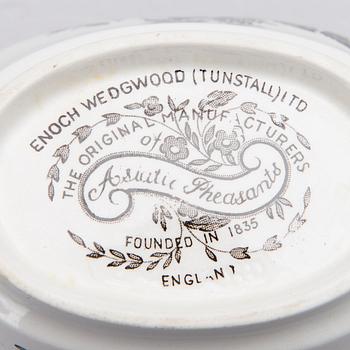 ENOCH WEDGWOOD (TUNSTALL) LTD
THE ORIGINAL MANUFACTURERS
of
Asiatic Pheasants
FOUNDED IN 1835
ENGLAND